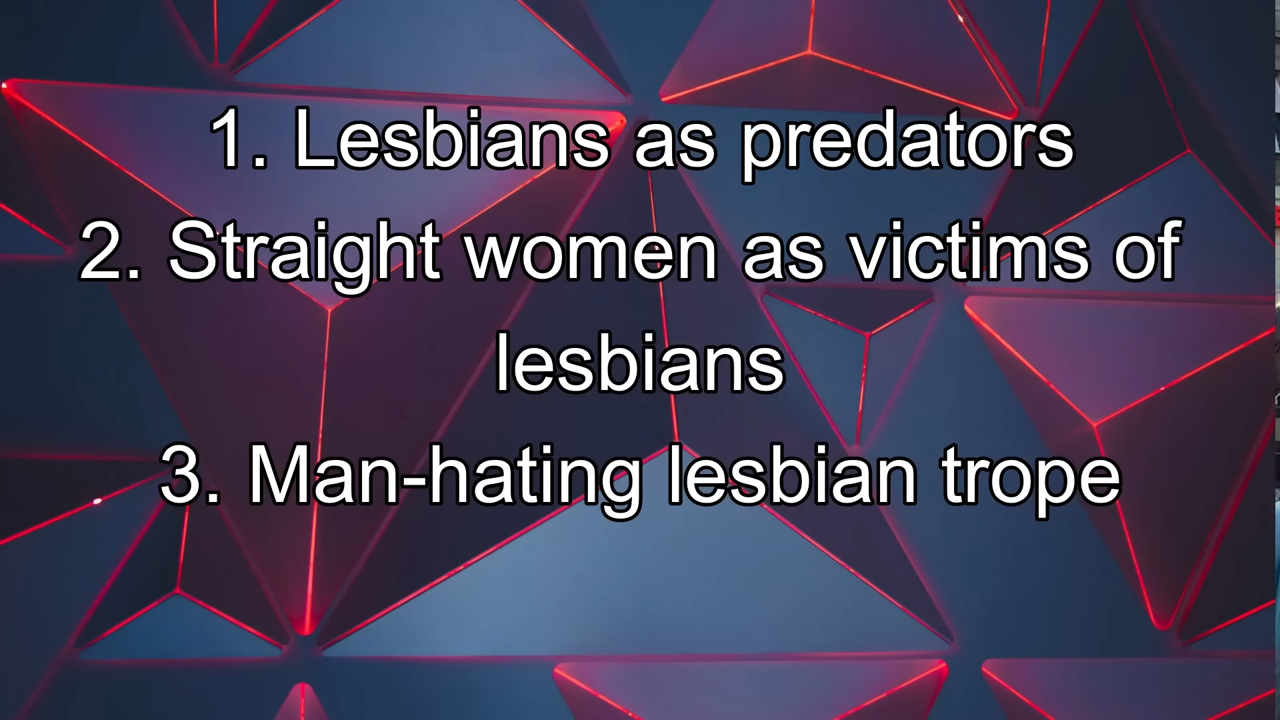 1. Lesbians as predators
2. Straight women as victims of
lesbians
3. Man-hating lesbian trope